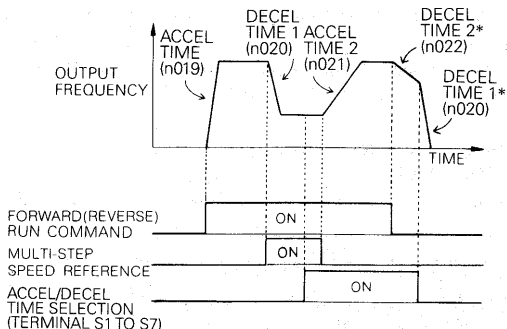 OUTPUT
FREQUENCY
ACCEL
TIME
(n019)
DECEL
TIME 1
(n020)
ACCEL
TIME 2
(n021)
DECEL
TIME 2*
(n022)
DECEL
TIME 1*
(n020)
TIME
FORWARD(REVERSE)
RUN COMMAND
ON
MULTI-STEP
SPEED REFERENCE
ON
ACCEL/DECEL
TIME SELECTION
(TERMINAL S1 TO S7)
ON